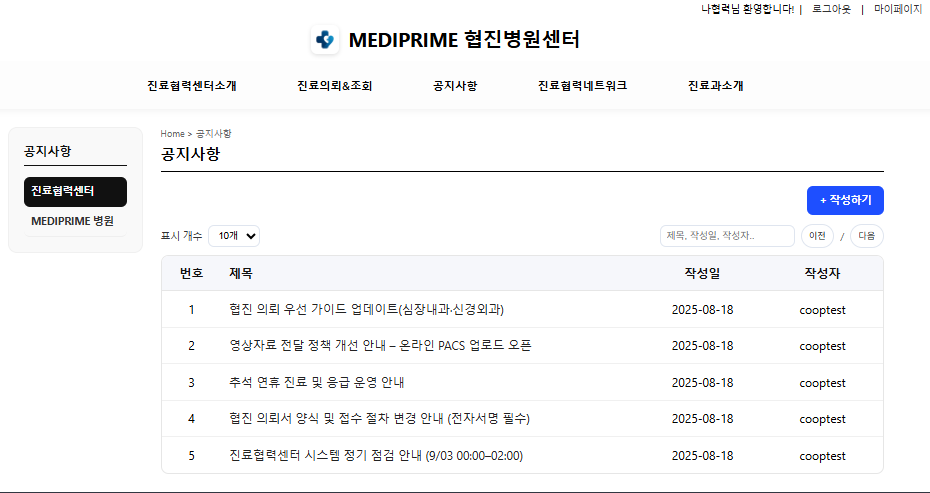 나협력님 환영합니다! | 로그아웃 | 마이페이지
MEDIPRIME 협진병원센터
진료협력센터소개 진료의뢰&조회 공지사항 진료협력네트워크 진료과소개
공지사항
진료협력센터
MEDIPRIME 병원
Home > 공지사항
공지사항
+ 작성하기
표시 개수 10개 제목, 작성일, 작성자.. 이전 / 다음
번호 제목 작성일 작성자
1 협진 의뢰 우선 가이드 업데이트(심장내과·신경외과) 2025-08-18 cooptest
2 영상자료 전달 정책 개선 안내 – 온라인 PACS 업로드 오픈 2025-08-18 cooptest
3 추석 연휴 진료 및 응급 운영 안내 2025-08-18 cooptest
4 협진 의뢰서 양식 및 접수 절차 변경 안내 (전자서명 필수) 2025-08-18 cooptest
5 진료협력센터 시스템 정기 점검 안내 (9/03 00:00–02:00) 2025-08-18 cooptest